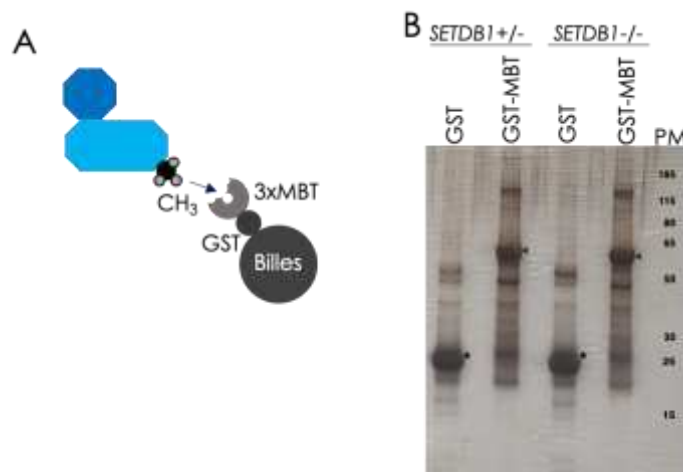 A
CH3
3xMBT
GST
Billes
B
SETDB1+/-
SETDB1-/-
GST
GST-MBT
GST
GST-MBT
PM
115
80
65
50
30
25
15